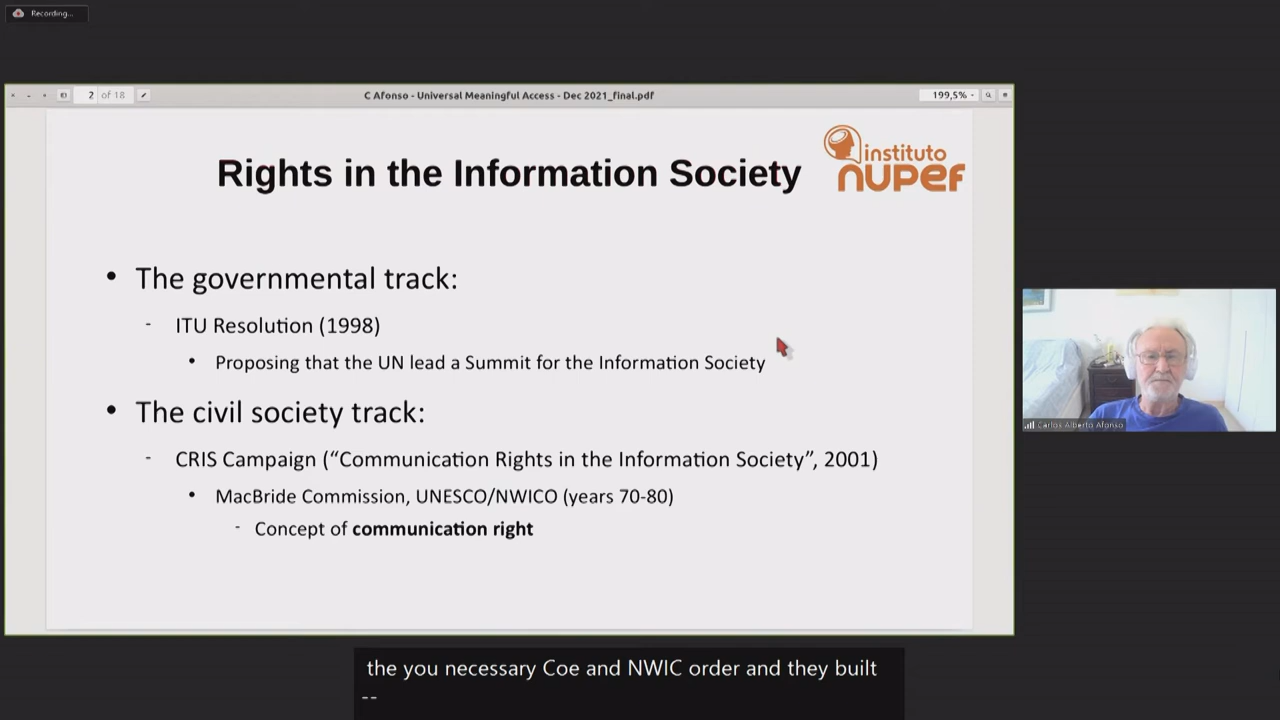 Recording...
2 of 18
C Afonso - Universal Meaningful Access - Dec 2021_final.pdf
199,5%
Rights in the Information Society
instituto
nupef
• The governmental track:
- ITU Resolution (1998)
• Proposing that the UN lead a Summit for the Information Society
• The civil society track:
- CRIS Campaign (“Communication Rights in the Information Society”, 2001)
• MacBride Commission, UNESCO/NWICO (years 70-80)
- Concept of communication right
Carlos Alberto Afonso
the you necessary Coe and NWIC order and they built
--